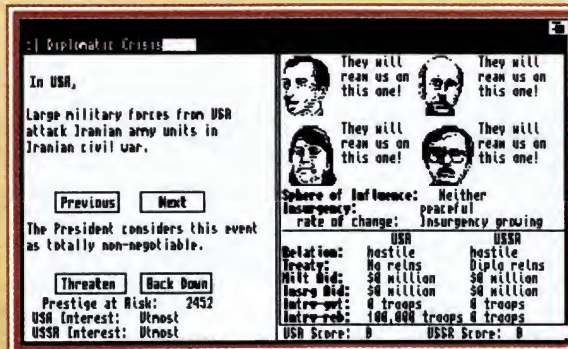 Diplomatic Crisis
In USA,
Large military forces from USA
attack Iranian army units in
Iranian civil war.
Previous Next
The President considers this event
as totally non-negotiable.
Threaten Back Down
Prestige at Risk: 2452
USA Interest: Utmost
USSR Interest: Utmost
They will
ream us on
this one!
They will
ream us on
this one!
They will
ream us on
this one!
They will
ream us on
this one!
Sphere of Influence: Neither
Insurgency: peaceful
rate of change: Insurgency growing
USA USSR
Relation: hostile hostile
Treaty: No relns Diplo relns
Milt Aid: $0 million $0 million
Insrg Aid: $0 million $0 million
Intrv-gvt: 0 troops 0 troops
Intrv-reb: 100,000 troops 0 troops
USA Score: 0 USSR Score: 0